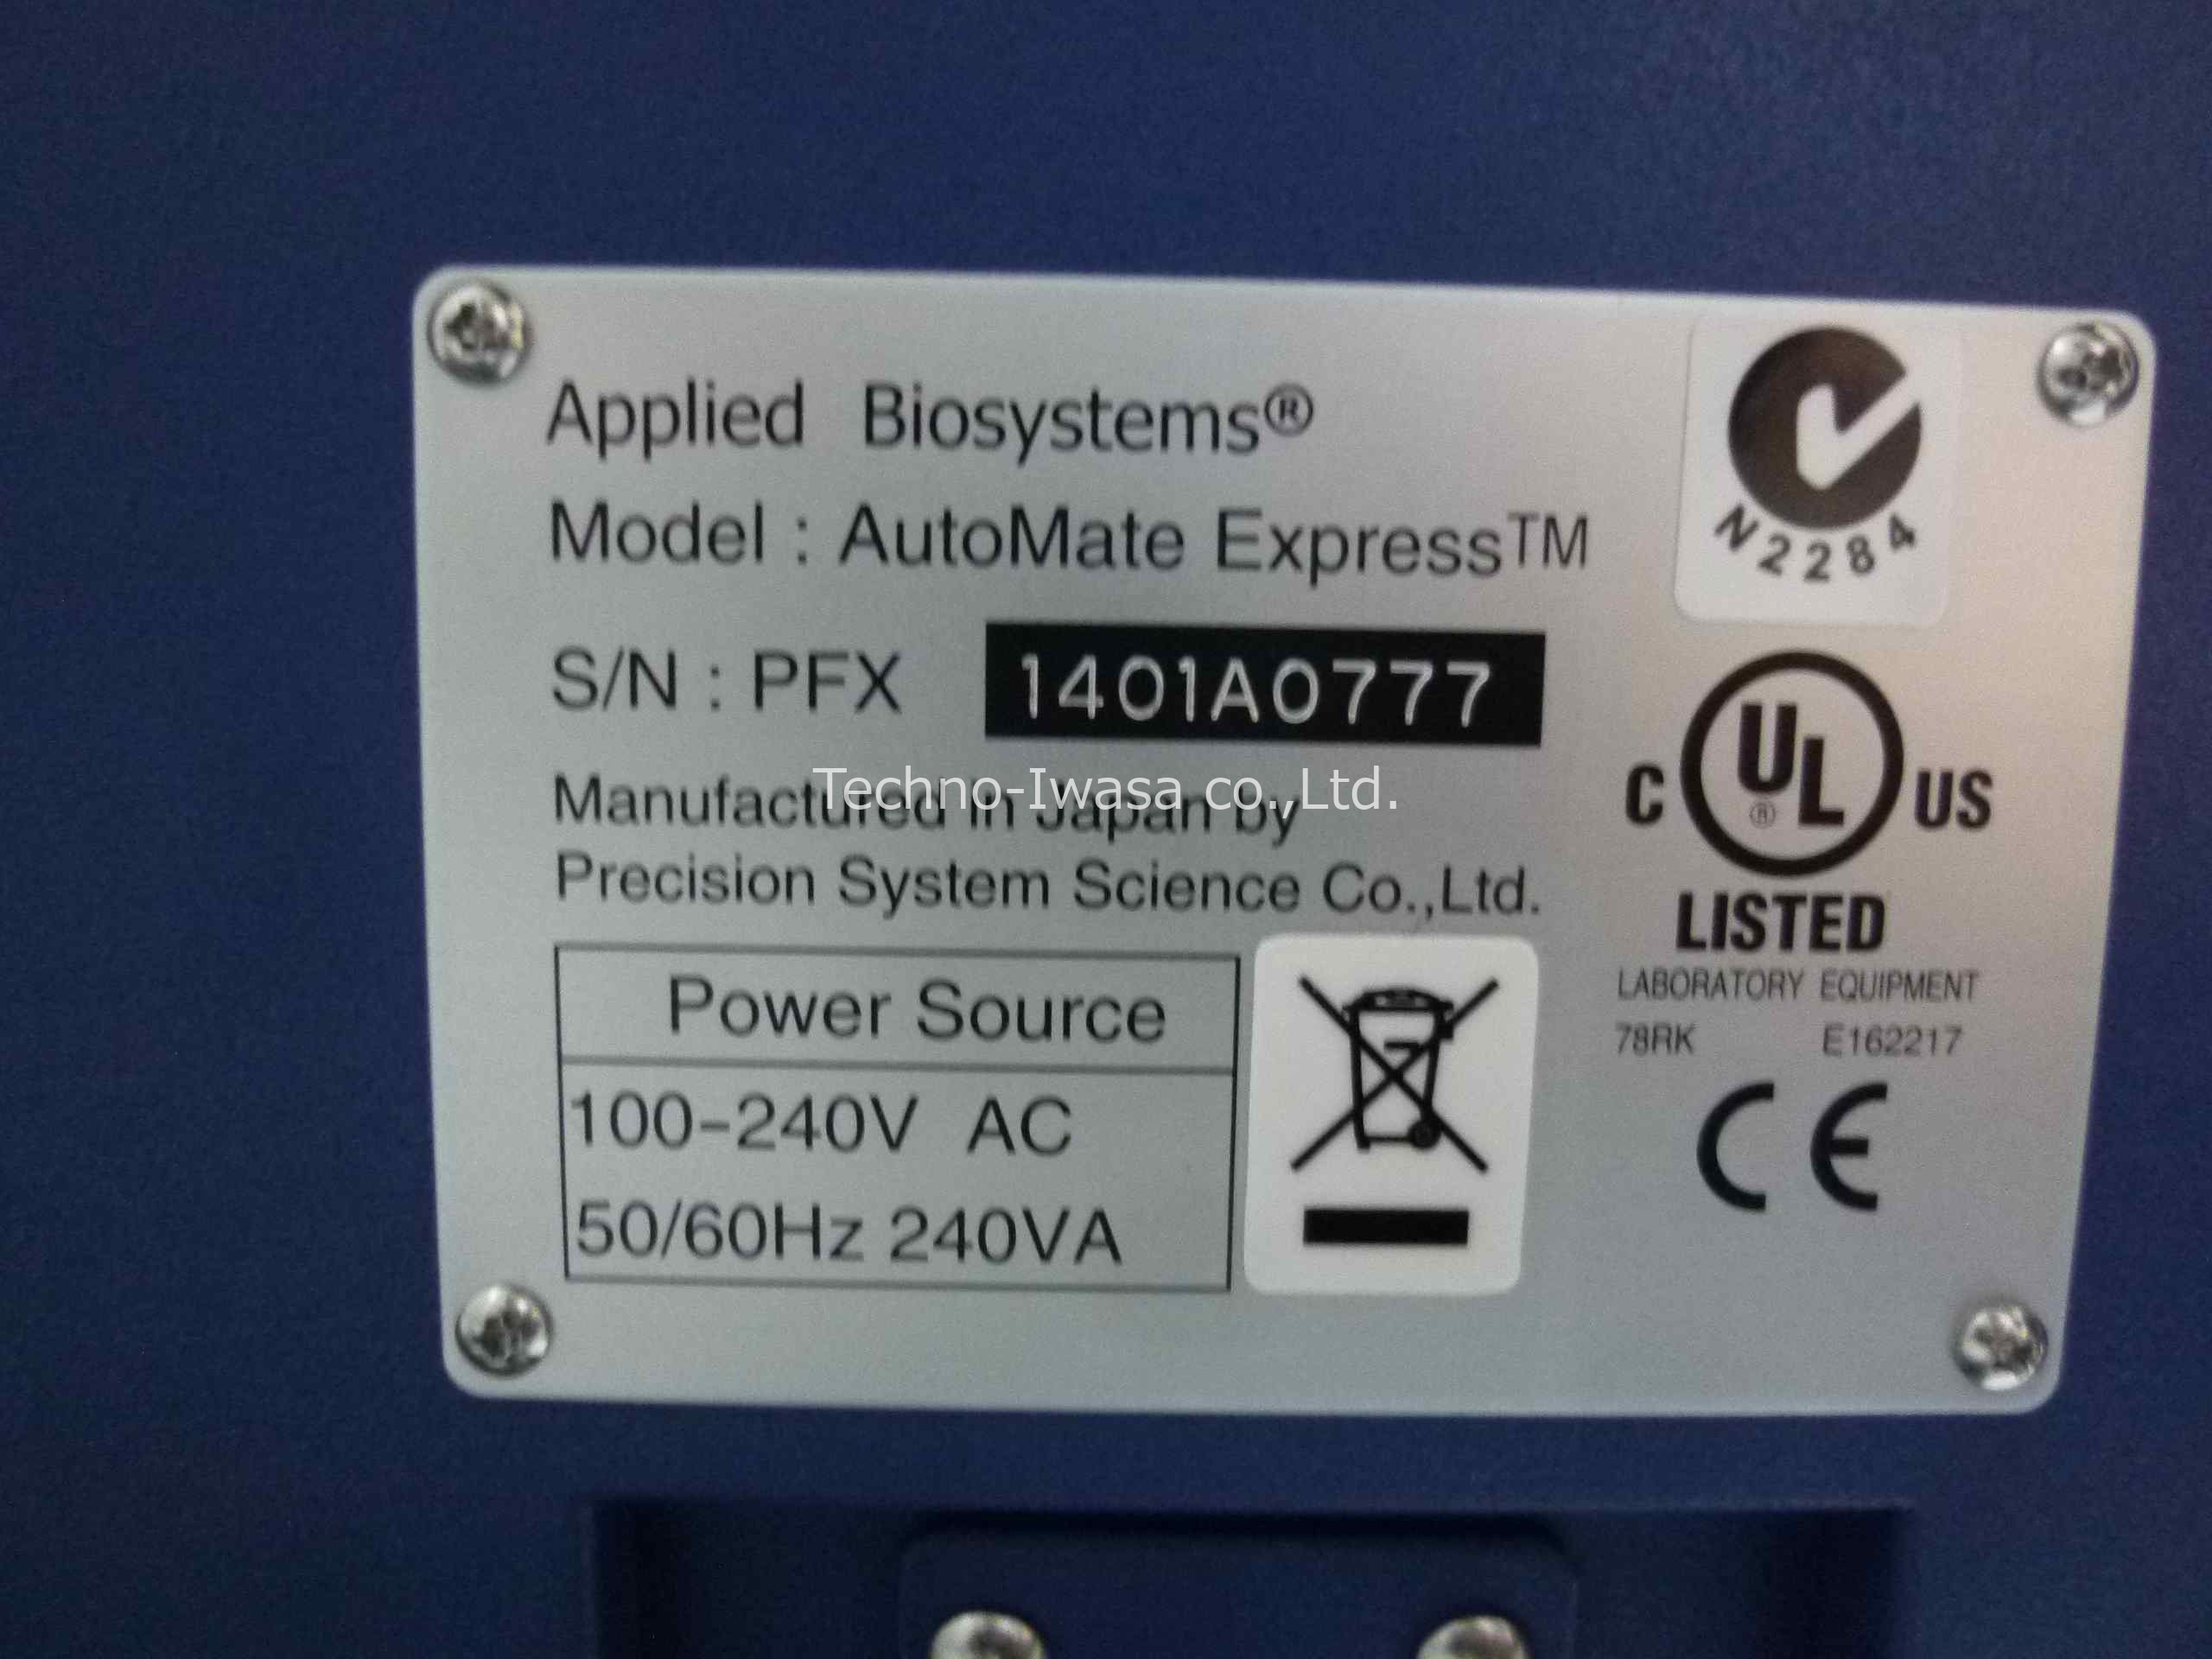 Applied Biosystems®
Model : AutoMate Express™
S/N : PFX 1401A0777
Manufactured in Japan by
Techno-Iwasa co.,Ltd.
Precision System Science Co.,Ltd.
Power Source
100-240V AC
50/60Hz 240VA
N2284
C UL® US
LISTED
LABORATORY EQUIPMENT
78RK E162217
CE